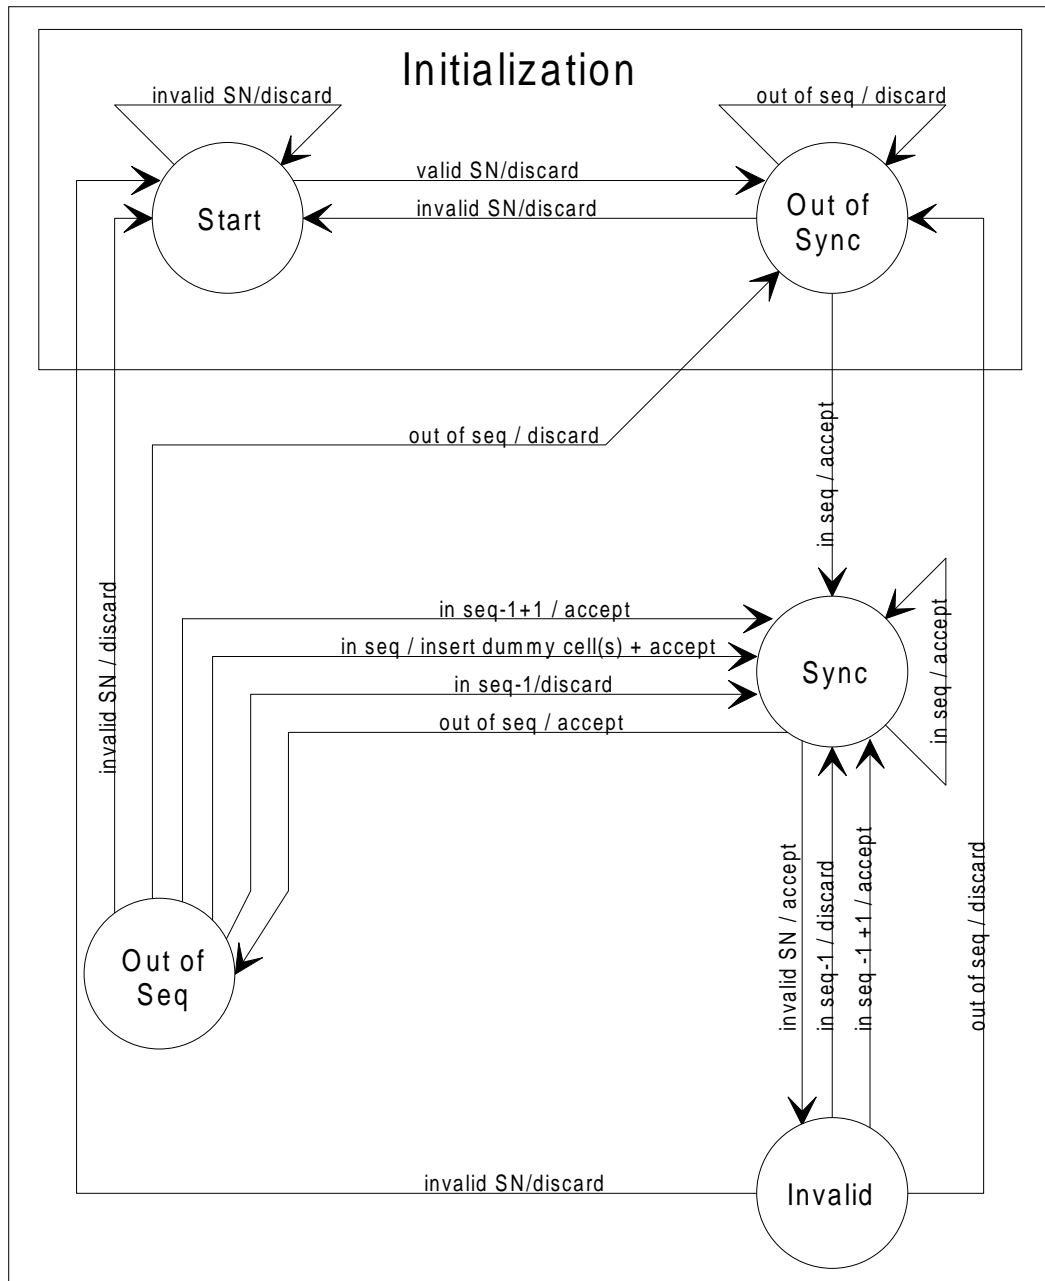 Initialization
invalid SN/discard
out of seq / discard
valid SN/discard
invalid SN/discard
Start
Out of
Sync
out of seq / discard
in seq / accept
in seq-1+1 / accept
in seq / insert dummy cell(s) + accept
in seq-1/discard
out of seq / accept
Sync
in seq / accept
invalid SN / discard
invalid SN / accept
in seq-1 / discard
in seq -1 +1 / accept
out of seq / discard
Out of
Seq
invalid SN/discard
Invalid